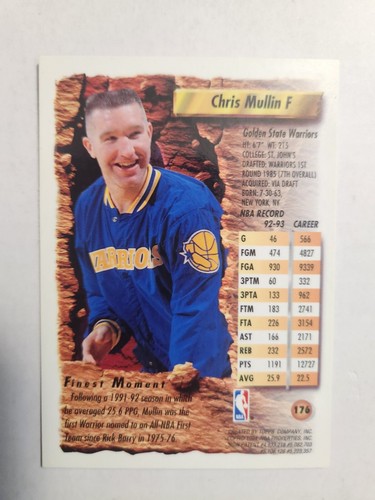 Chris Mullin F
Golden State Warriors
HT: 6'7" WT: 215
COLLEGE: ST. JOHN'S
DRAFTED: WARRIORS IST
ROUND 1985 (7TH OVERALL)
ACQUIRED: VIA DRAFT
BORN: 7-30-63,
NEW YORK, NY
NBA RECORD
92-93 CAREER
G 46 566
FGM 474 4827
FGA 930 9339
3PTM 60 332
3PTA 133 962
FTM 183 2741
FTA 226 3154
AST 166 2171
REB 232 2572
PTS 1191 12727
AVG 25.9 22.5
WARRIORS
Finest Moment
Following a 1991-92 season in which
he averaged 25.6 PPG, Mullin was the
first Warrior named to an All-NBA First
Team since Rick Barry in 1975-76.
NBA
176